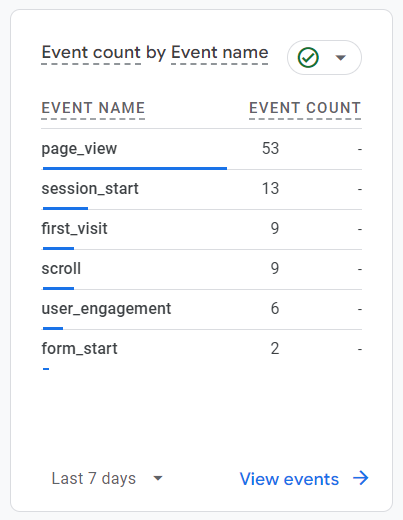 Event count by Event name
EVENT NAME EVENT COUNT
page_view 53 -
session_start 13 -
first_visit 9 -
scroll 9 -
user_engagement 6 -
form_start 2 -
Last 7 days View events